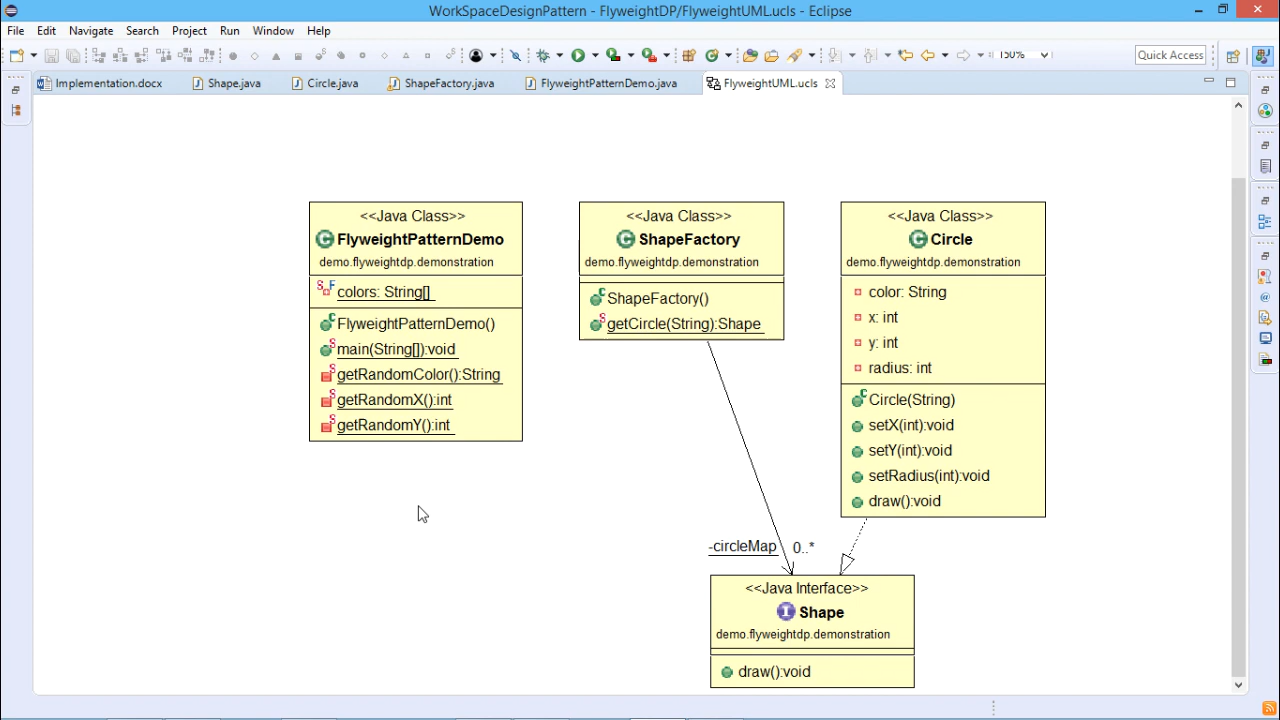 WorkSpaceDesignPattern - FlyweightDP/FlyweightUML.ucls - Eclipse
File Edit Navigate Search Project Run Window Help
150%
Quick Access
Implementation.docx Shape.java Circle.java ShapeFactory.java FlyweightPatternDemo.java FlyweightUML.ucls
<<Java Class>>
FlyweightPatternDemo
demo.flyweightdp.demonstration
colors: String[]
FlyweightPatternDemo()
main(String[]):void
getRandomColor():String
getRandomX():int
getRandomY():int
<<Java Class>>
ShapeFactory
demo.flyweightdp.demonstration
ShapeFactory()
getCircle(String):Shape
<<Java Class>>
Circle
demo.flyweightdp.demonstration
color: String
x: int
y: int
radius: int
Circle(String)
setX(int):void
setY(int):void
setRadius(int):void
draw():void
-circleMap 0..*
<<Java Interface>>
Shape
demo.flyweightdp.demonstration
draw():void